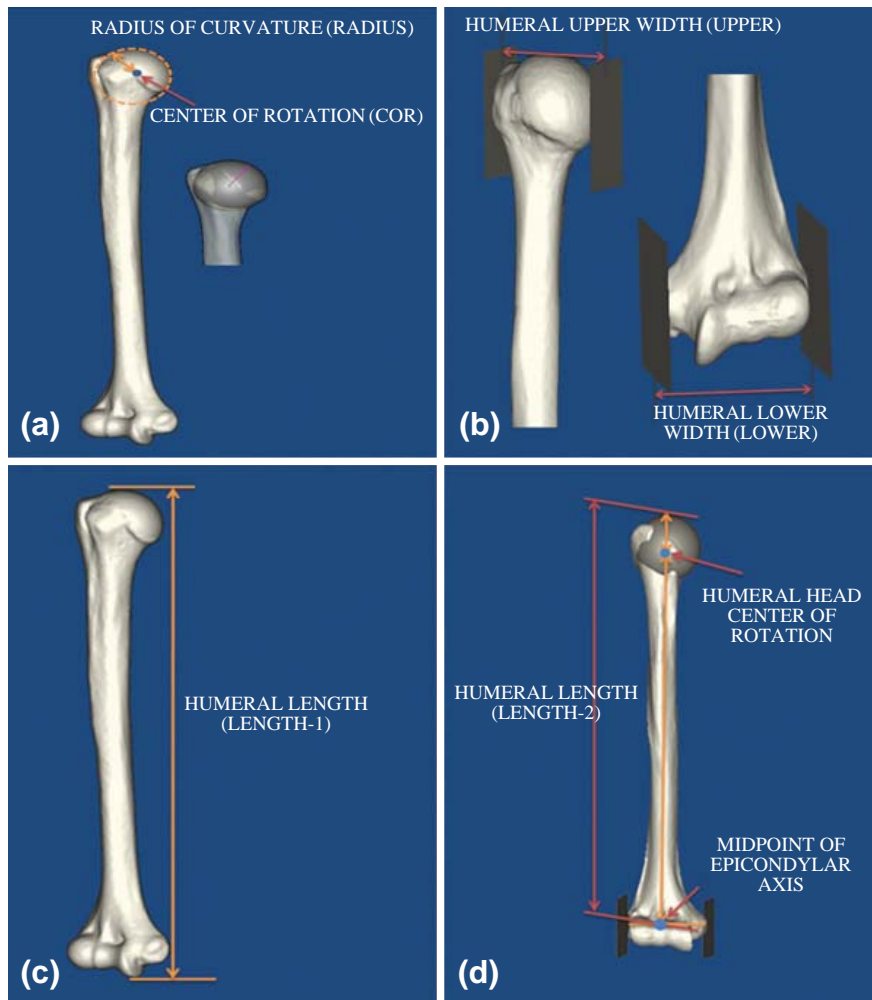 RADIUS OF CURVATURE (RADIUS)
CENTER OF ROTATION (COR)
(a)
HUMERAL UPPER WIDTH (UPPER)
HUMERAL LOWER
WIDTH (LOWER)
(b)
HUMERAL LENGTH
(LENGTH-1)
(c)
HUMERAL HEAD
CENTER OF
ROTATION
HUMERAL LENGTH
(LENGTH-2)
MIDPOINT OF
EPICONDYLAR
AXIS
(d)